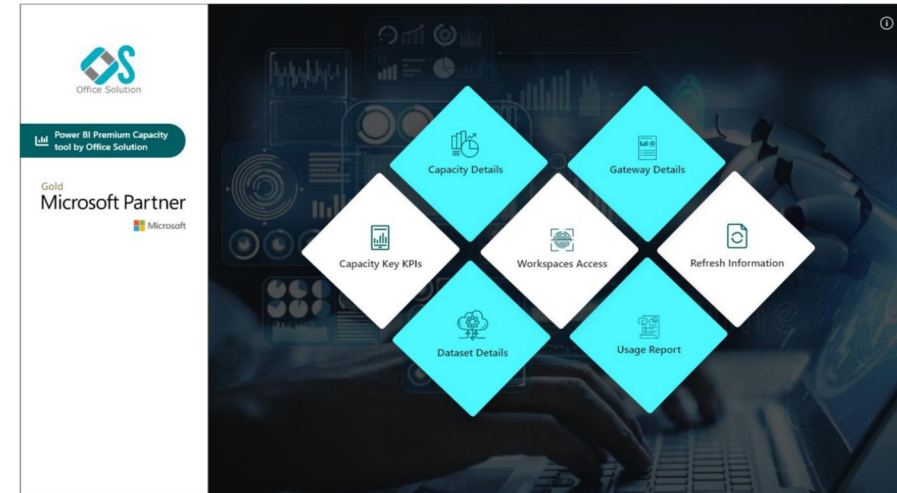 Office Solution
Power BI Premium Capacity
tool by Office Solution
Gold
Microsoft Partner
Microsoft
Capacity Details
Gateway Details
Capacity Key KPIs
Workspaces Access
Refresh Information
Dataset Details
Usage Report